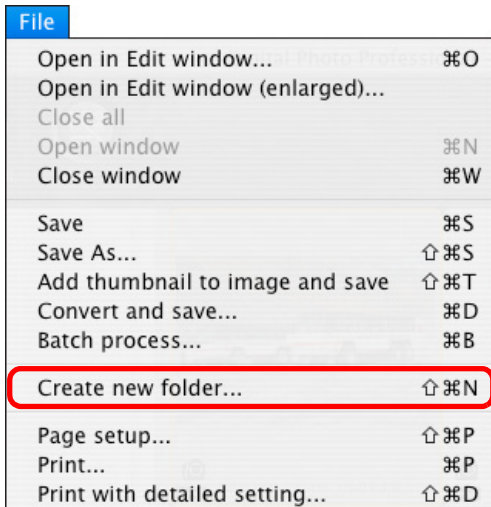 File
Open in Edit window... ⌘O
Open in Edit window (enlarged)...
Close all
Open window ⌘N
Close window ⌘W
Save ⌘S
Save As... ⇧⌘S
Add thumbnail to image and save ⇧⌘T
Convert and save... ⌘D
Batch process... ⌘B
Create new folder... ⇧⌘N
Page setup... ⇧⌘P
Print... ⌘P
Print with detailed setting... ⇧⌘D